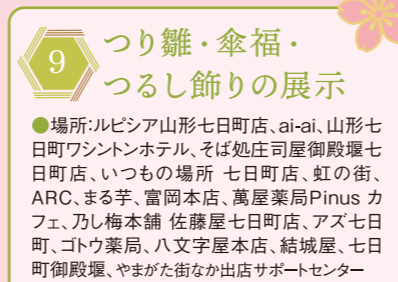 9
つり雛・傘福・
つるし飾りの展示
●場所:ルピシア山形七日町店、ai-ai、山形七
日町ワシントンホテル、そば処庄司屋御殿堰七
日町店、いつもの場所 七日町店、虹の街、
ARC、まる芋、富岡本店、萬屋薬局Pinus カ
フェ、乃し梅本舗 佐藤屋七日町店、アズ七日
町、ゴトウ薬局、八文字屋本店、結城屋、七日
町御殿堰、やまがた街なか出店サポートセンター